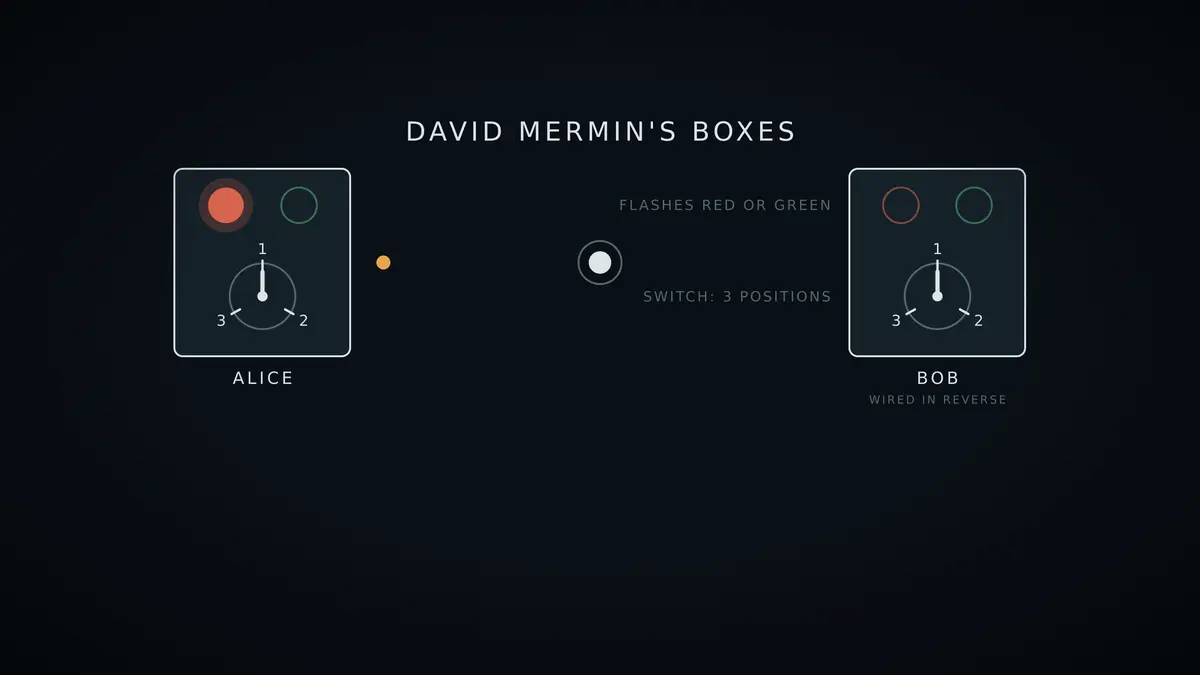 DAVID MERMIN'S BOXES
FLASHES RED OR GREEN
1
3
2
SWITCH: 3 POSITIONS
1
3
2
ALICE
BOB
WIRED IN REVERSE